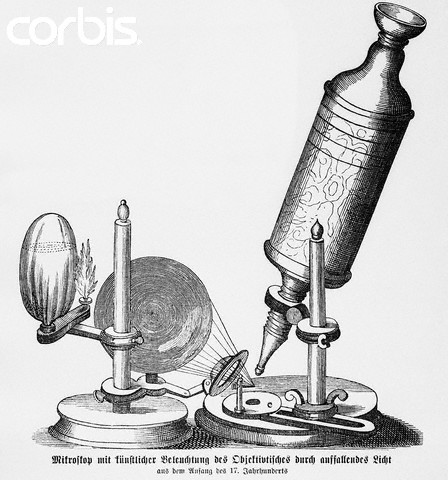 corbis.
Mikroskop mit künstlicher Beleuchtung des Objektivtisches durch auffallendes Licht
aus dem Anfang des 17. Jahrhunderts